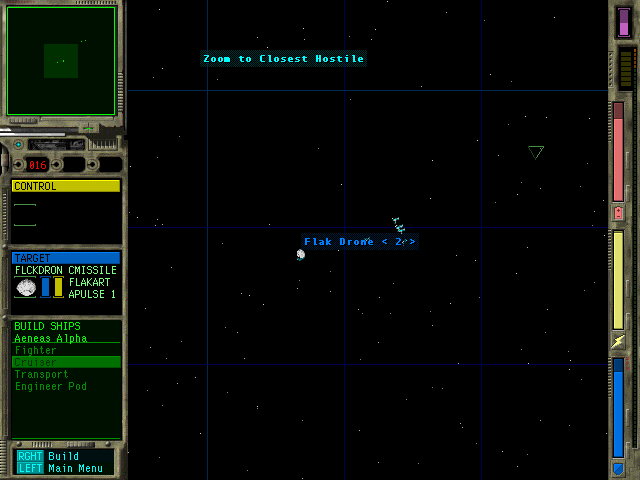 Zoom to Closest Hostile
016
CONTROL
Flak Drone < 2 >
TARGET
FLCKDRON CMISSILE
FLAKART
APULSE 1
BUILD SHIPS
Aeneas Alpha
Fighter
Cruiser
Transport
Engineer Pod
RGHT Build
LEFT Main Menu